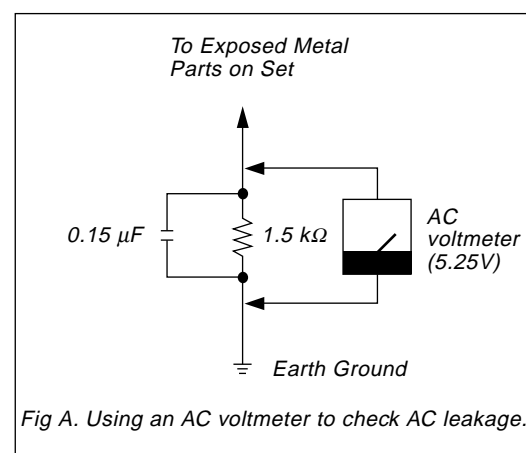 To Exposed Metal
Parts on Set
0.15 µF
1.5 kΩ
AC
voltmeter
(5.25V)
Earth Ground
Fig A. Using an AC voltmeter to check AC leakage.